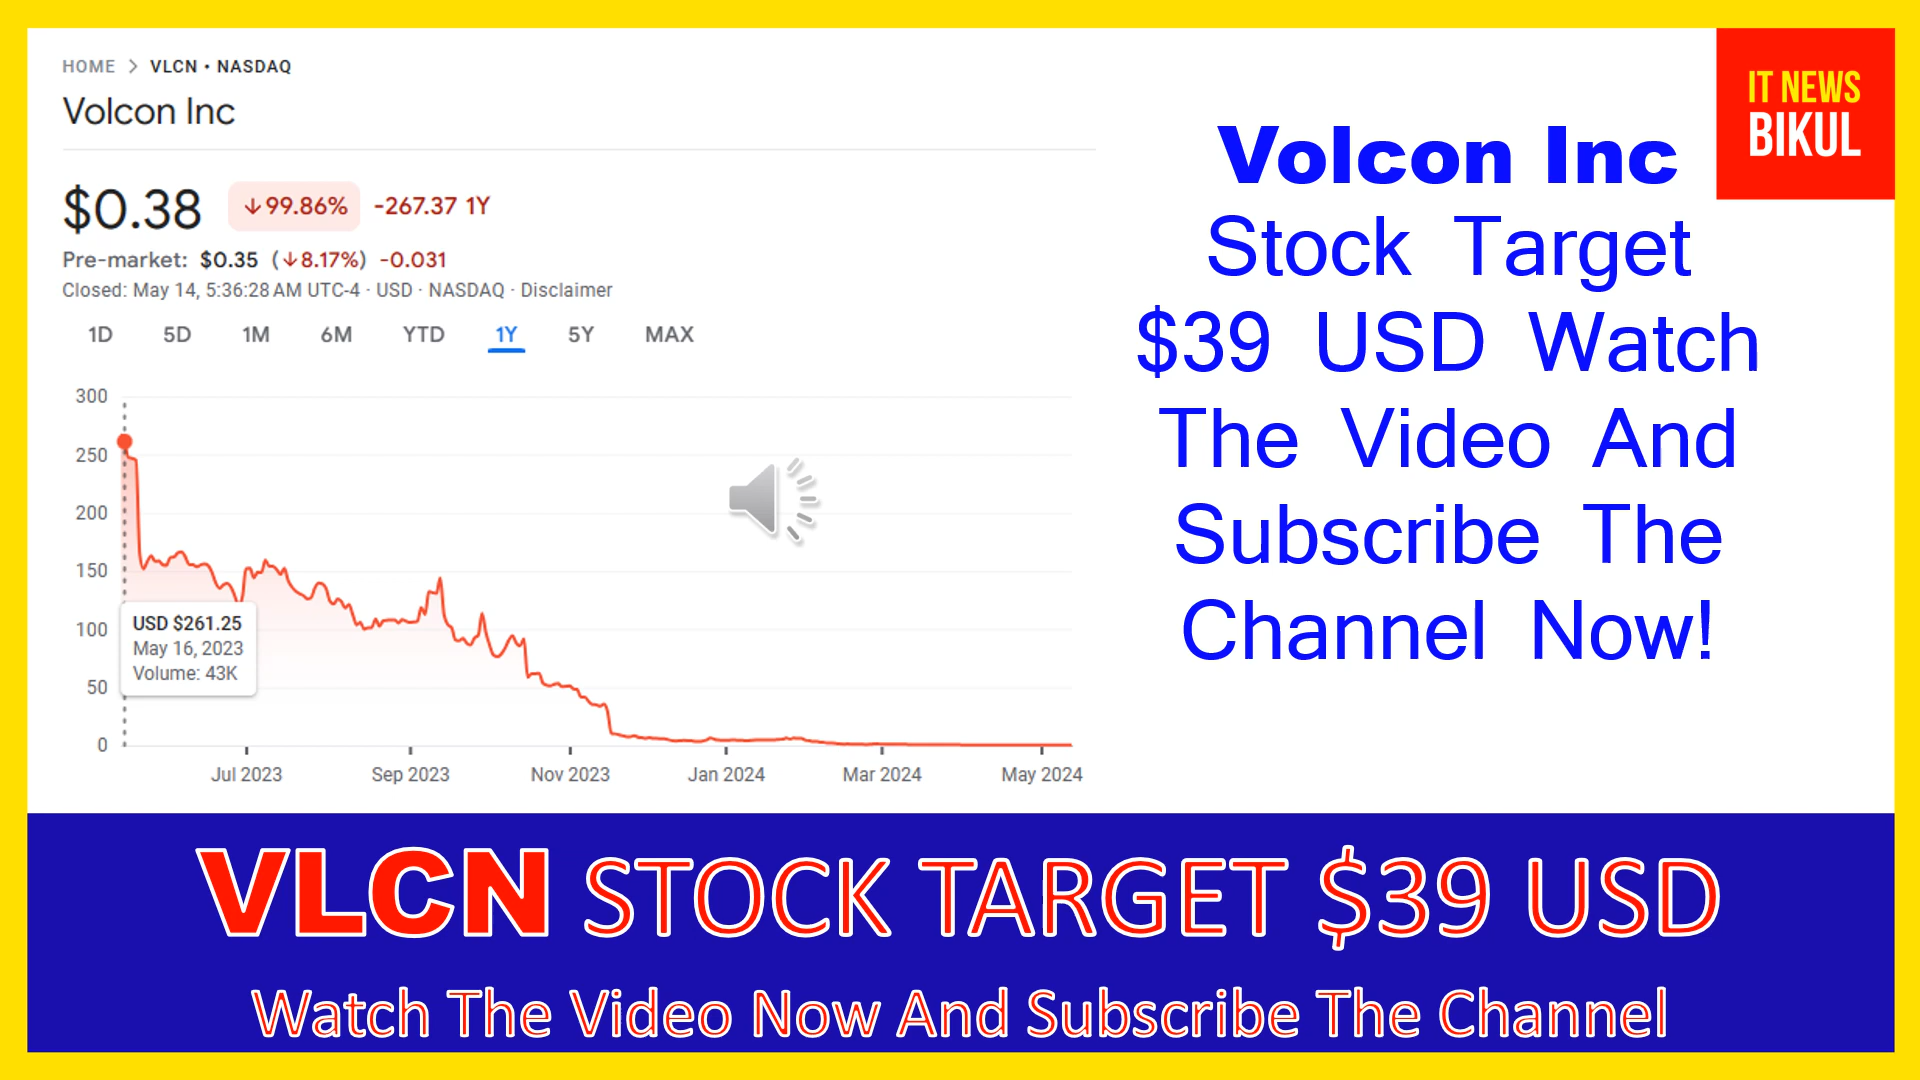 HOME > VLCN • NASDAQ
Volcon Inc
$0.38 ↓99.86% -267.37 1Y
Pre-market: $0.35 (↓8.17%) -0.031
Closed: May 14, 5:36:28 AM UTC-4 · USD · NASDAQ · Disclaimer
1D 5D 1M 6M YTD 1Y 5Y MAX
300
250
200
150
100
50
0
USD $261.25
May 16, 2023
Volume: 43K
Jul 2023 Sep 2023 Nov 2023 Jan 2024 Mar 2024 May 2024
IT NEWS
BIKUL
Volcon Inc
Stock Target
$39 USD Watch
The Video And
Subscribe The
Channel Now!
VLCN STOCK TARGET $39 USD
Watch The Video Now And Subscribe The Channel